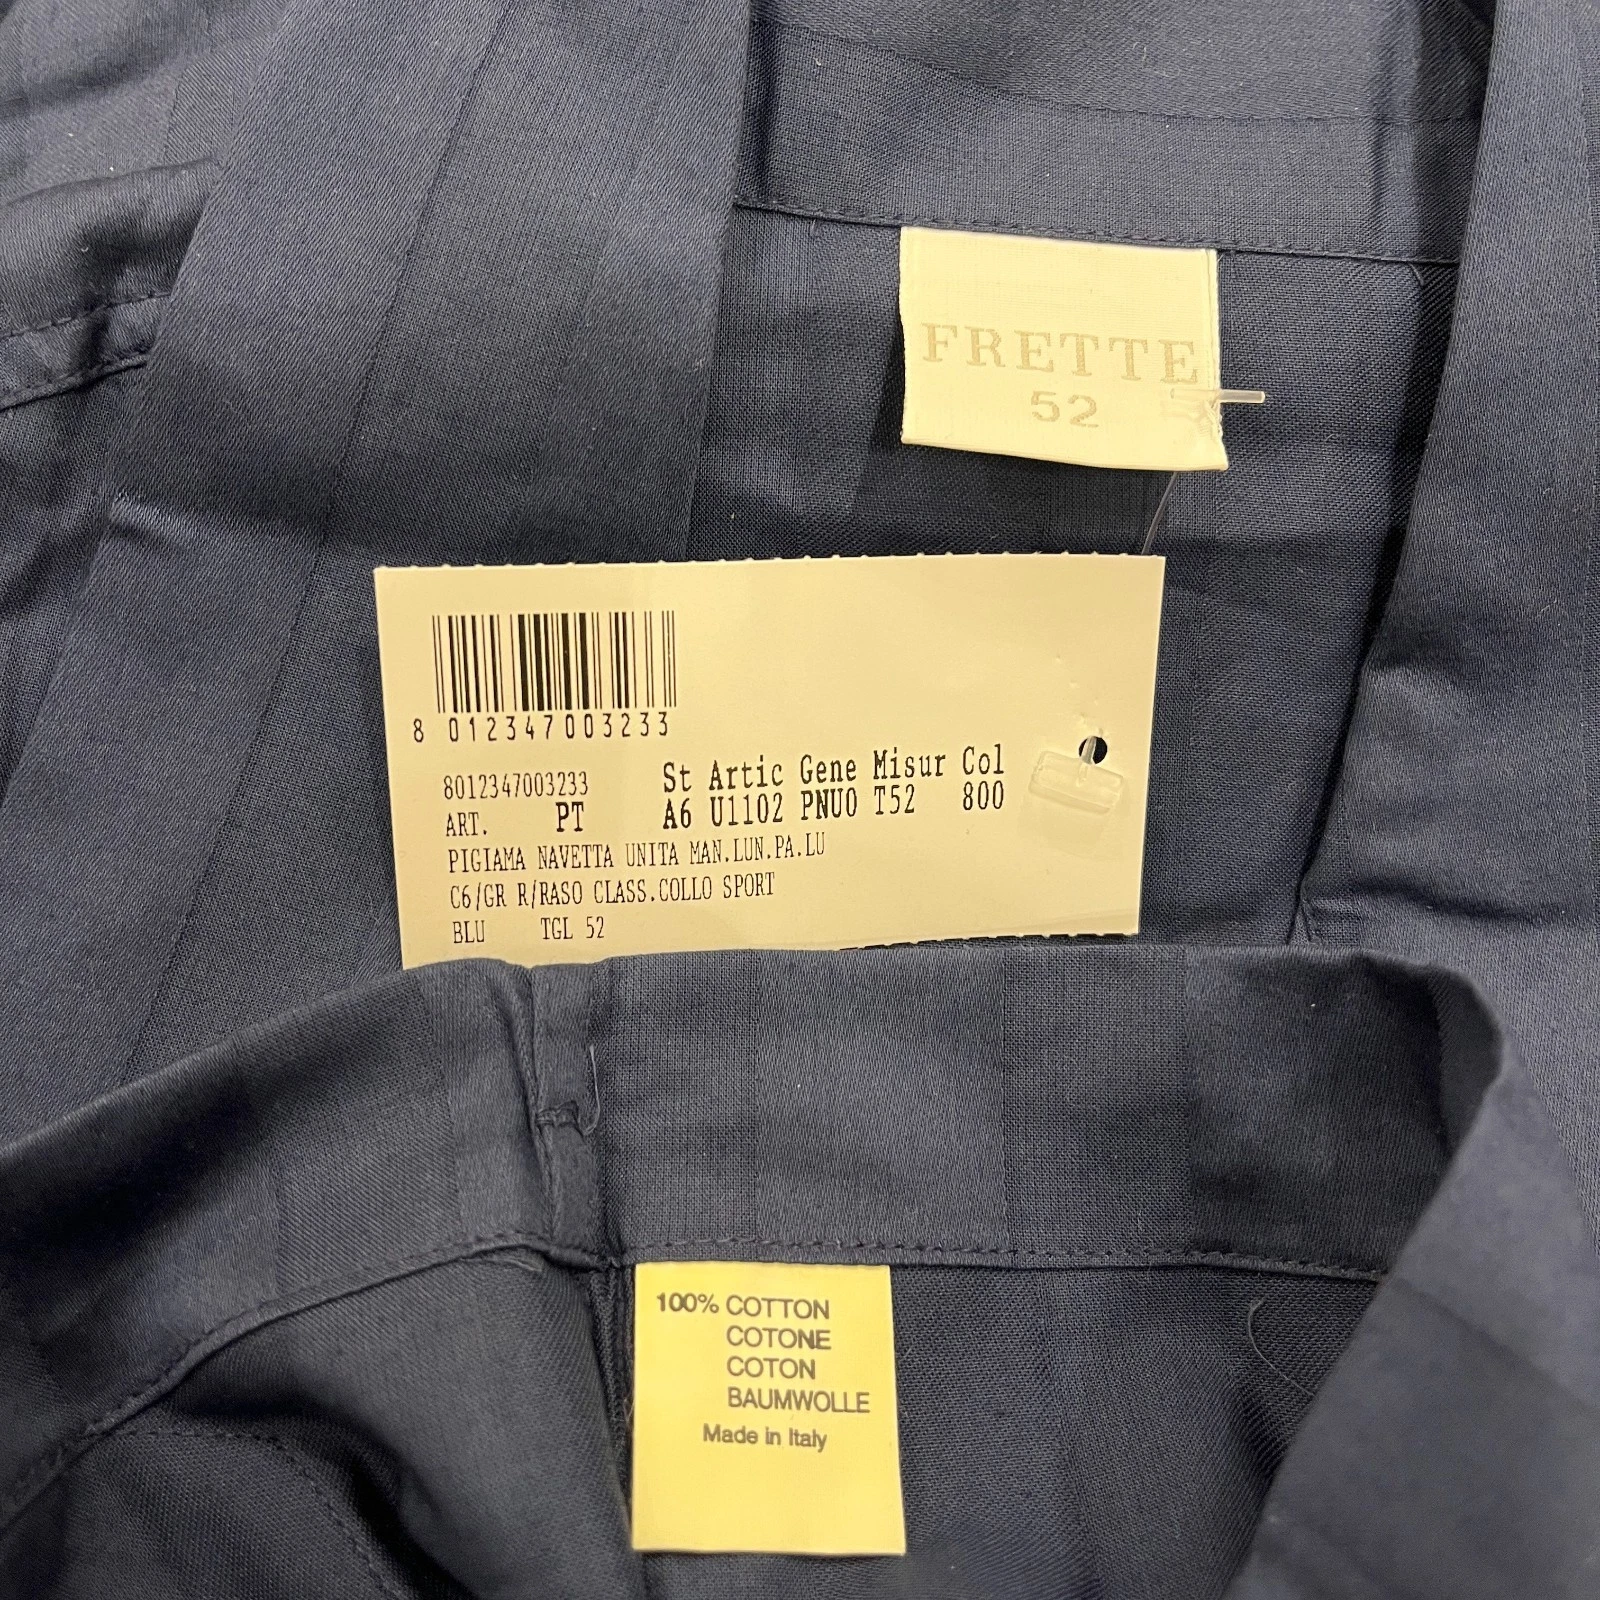 FRETTE
52
8 012347003233
8012347003233 St Artic Gene Misur Col
ART. PT A6 U1102 PNU0 T52 800
PIGIAMA NAVETTA UNITA MAN.LUN.PA.LU
C6/GR R/RASO CLASS.COLLO SPORT
BLU TGL 52
100% COTTON
COTONE
COTON
BAUMWOLLE
Made in Italy